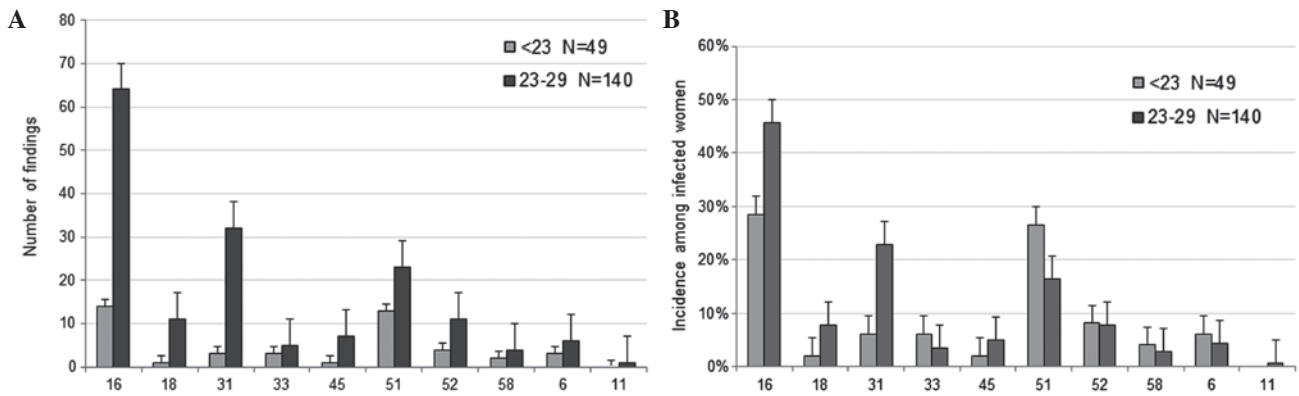 A
80
70
60
50
40
30
20
10
0
Number of findings
<23 N=49
23-29 N=140
16 18 31 33 45 51 52 58 6 11
B
60%
50%
40%
30%
20%
10%
0%
Incidence among infected women
<23 N=49
23-29 N=140
16 18 31 33 45 51 52 58 6 11